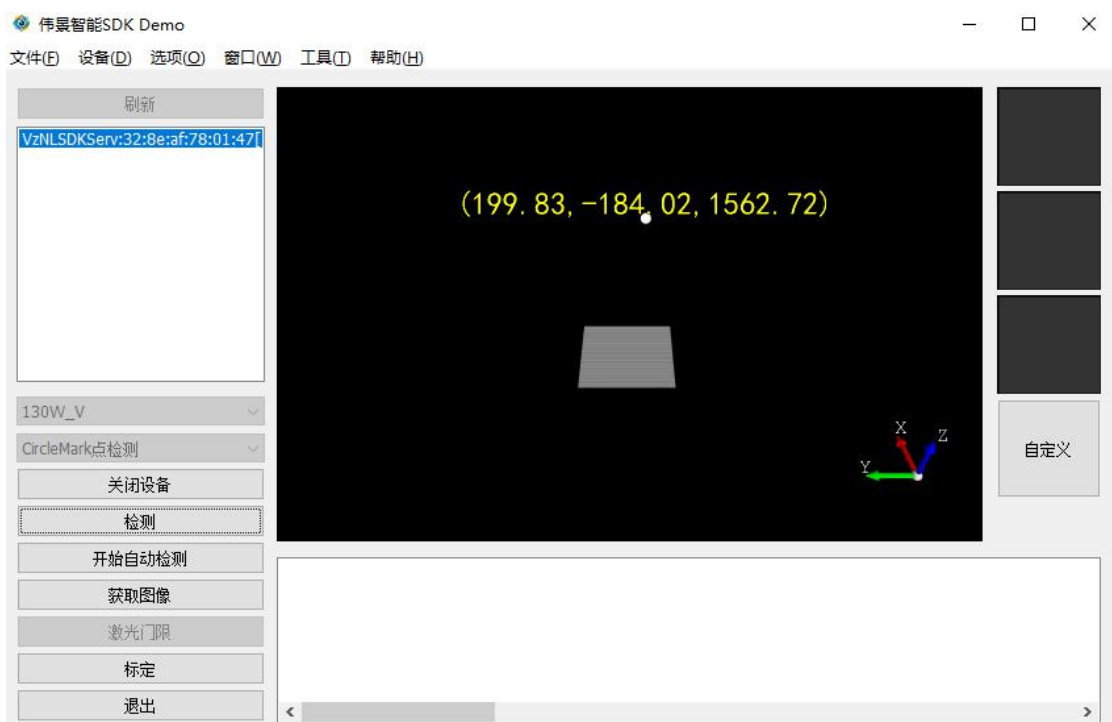 伟景智能SDK Demo
文件(F) 设备(D) 选项(O) 窗口(W) 工具(T) 帮助(H)
刷新
VzNLSDKServ:32:8e:af:78:01:47[
(199.83,-184.02,1562.72)
130W_V
CircleMark点检测
关闭设备
检测
开始自动检测
获取图像
激光门限
标定
退出
X
Z
Y
自定义